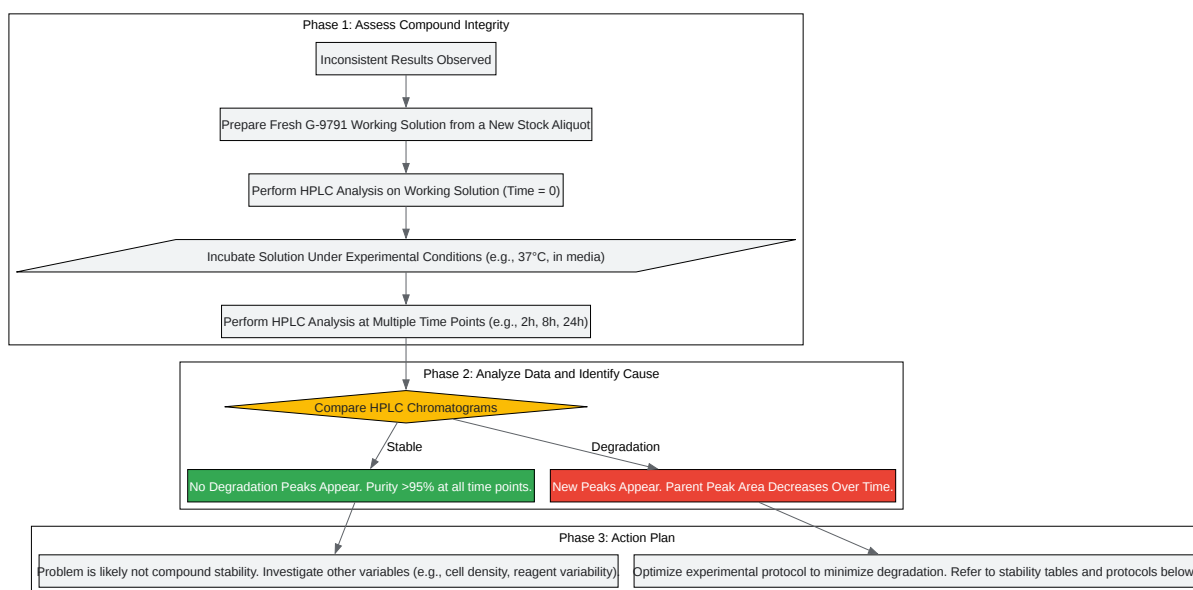 Phase 1: Assess Compound Integrity
Inconsistent Results Observed
Prepare Fresh G-9791 Working Solution from a New Stock Aliquot
Perform HPLC Analysis on Working Solution (Time = 0)
Incubate Solution Under Experimental Conditions (e.g., 37°C, in media)
Perform HPLC Analysis at Multiple Time Points (e.g., 2h, 8h, 24h)
Phase 2: Analyze Data and Identify Cause
Compare HPLC Chromatograms
Stable
Degradation
No Degradation Peaks Appear. Purity >95% at all time points.
New Peaks Appear. Parent Peak Area Decreases Over Time.
Phase 3: Action Plan
Problem is likely not compound stability. Investigate other variables (e.g., cell density, reagent variability).
Optimize experimental protocol to minimize degradation. Refer to stability tables and protocols below